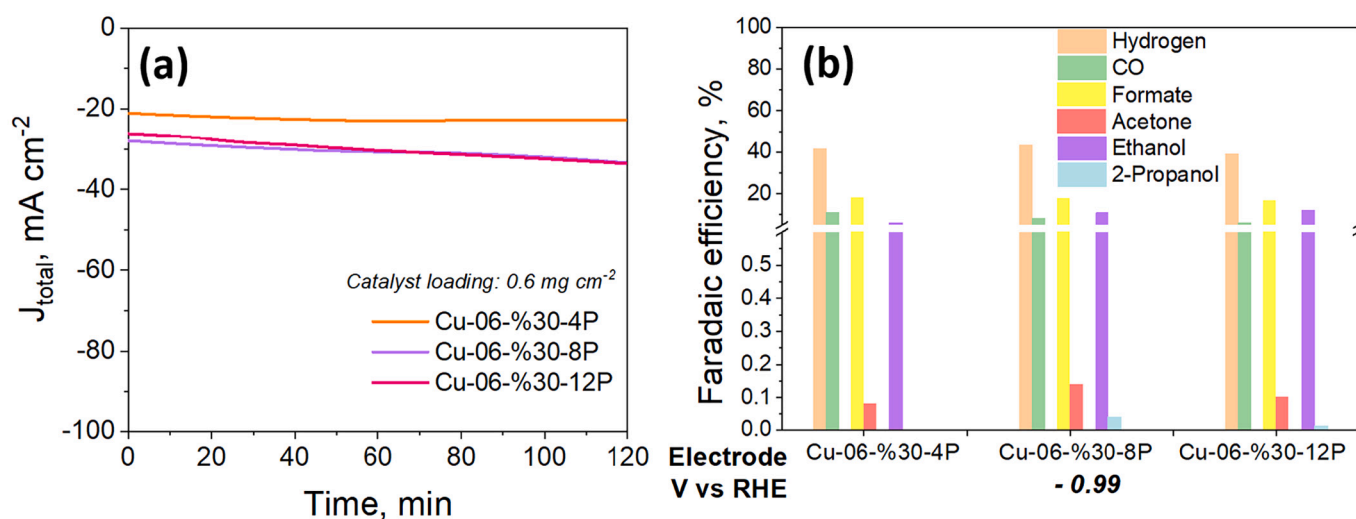 (a)
0
-20
-40
-60
-80
-100
J_total, mA cm⁻²
Catalyst loading: 0.6 mg cm⁻²
Cu-06-%30-4P
Cu-06-%30-8P
Cu-06-%30-12P
0 20 40 60 80 100 120
Time, min
(b)
100
80
60
40
20
0.5
0.4
0.3
0.2
0.1
0.0
Faradaic efficiency, %
Hydrogen
CO
Formate
Acetone
Ethanol
2-Propanol
Electrode Cu-06-%30-4P Cu-06-%30-8P Cu-06-%30-12P
V vs RHE - 0.99